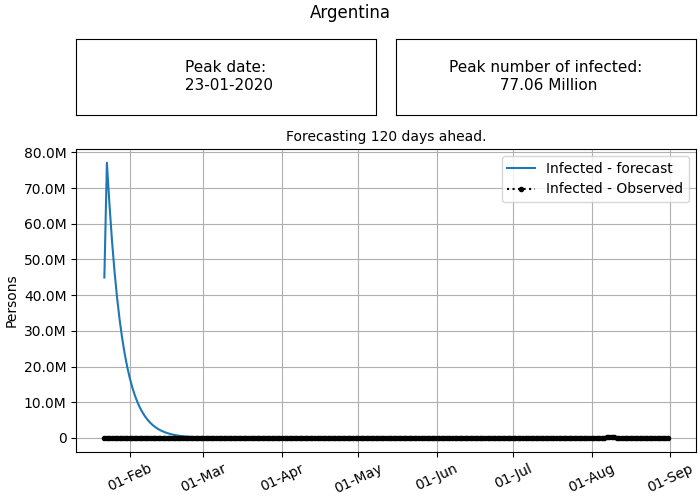 Argentina
Peak date:
23-01-2020
Peak number of infected:
77.06 Million
Forecasting 120 days ahead.
80.0M
70.0M
60.0M
50.0M
40.0M
30.0M
20.0M
10.0M
0
Persons
Infected - forecast
Infected - Observed
01-Feb
01-Mar
01-Apr
01-May
01-Jun
01-Jul
01-Aug
01-Sep